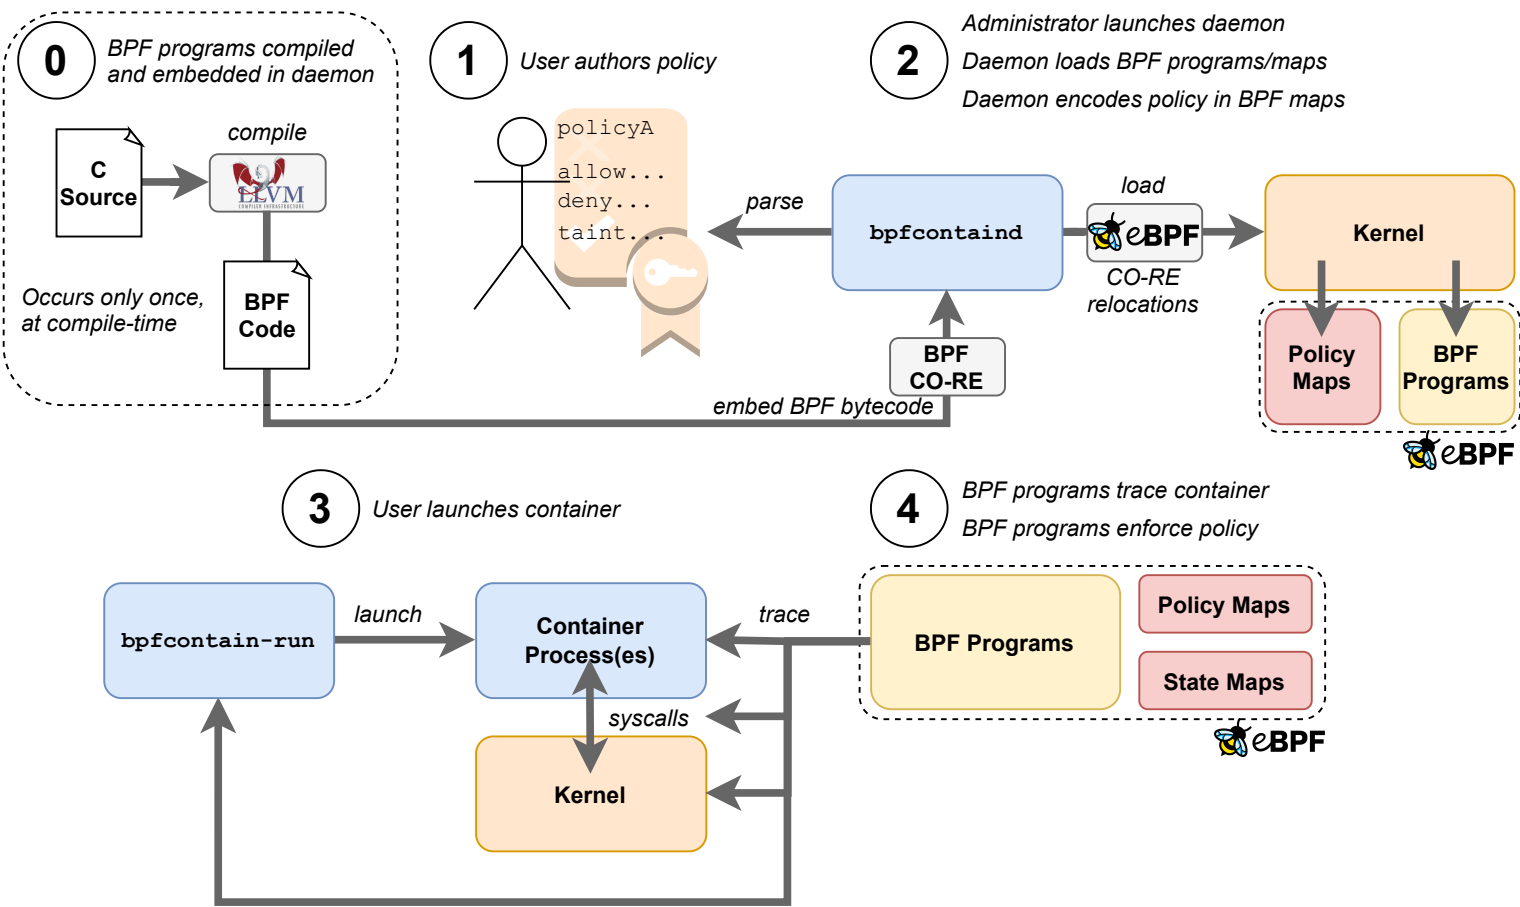 0
BPF programs compiled
and embedded in daemon
compile
C
Source
LLVM
COMPILER INFRASTRUCTURE
Occurs only once,
at compile-time
BPF
Code
1
User authors policy
policyA
allow...
deny...
taint...
parse
2
Administrator launches daemon
Daemon loads BPF programs/maps
Daemon encodes policy in BPF maps
bpfcontaind
load
eBPF
CO-RE
relocations
Kernel
BPF
CO-RE
embed BPF bytecode
Policy
Maps
BPF
Programs
eBPF
3
User launches container
bpfcontain-run
launch
Container
Process(es)
syscalls
Kernel
trace
4
BPF programs trace container
BPF programs enforce policy
BPF Programs
Policy Maps
State Maps
eBPF